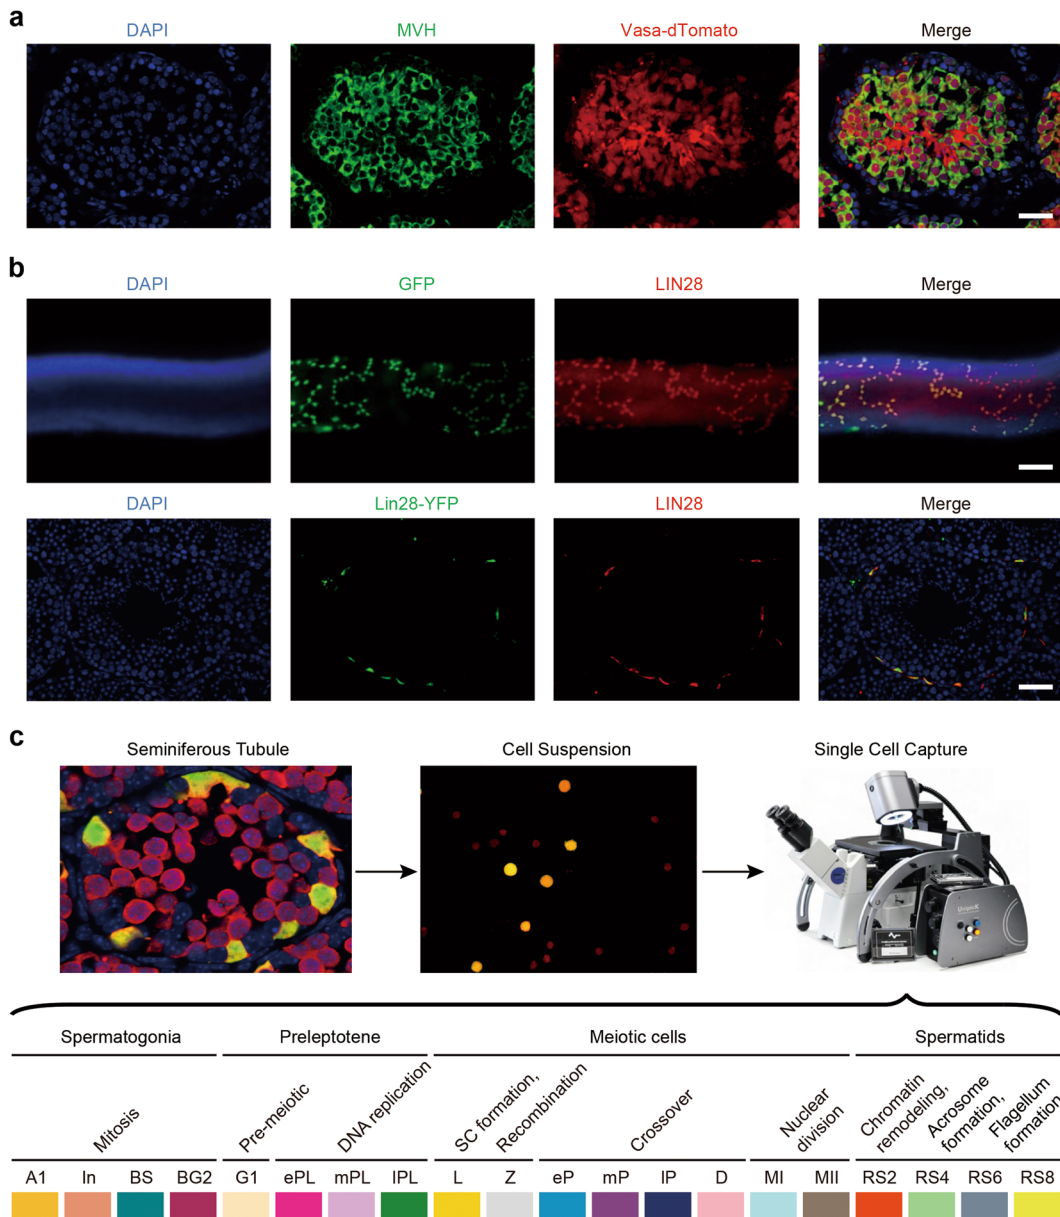 a
DAPI MVH Vasa-dTomato Merge
b
DAPI GFP LIN28 Merge
DAPI Lin28-YFP LIN28 Merge
c
Seminiferous Tubule Cell Suspension Single Cell Capture
UnipicK
Spermatogonia Preleptotene Meiotic cells Spermatids
Mitosis
Pre-meiotic
DNA replication
SC formation,
Recombination
Crossover
Nuclear
division
Chromatin
remodeling,
Acrosome
formation,
Flagellum
formation
A1 In BS BG2 G1 ePL mPL lPL L Z eP mP lP D MI MII RS2 RS4 RS6 RS8